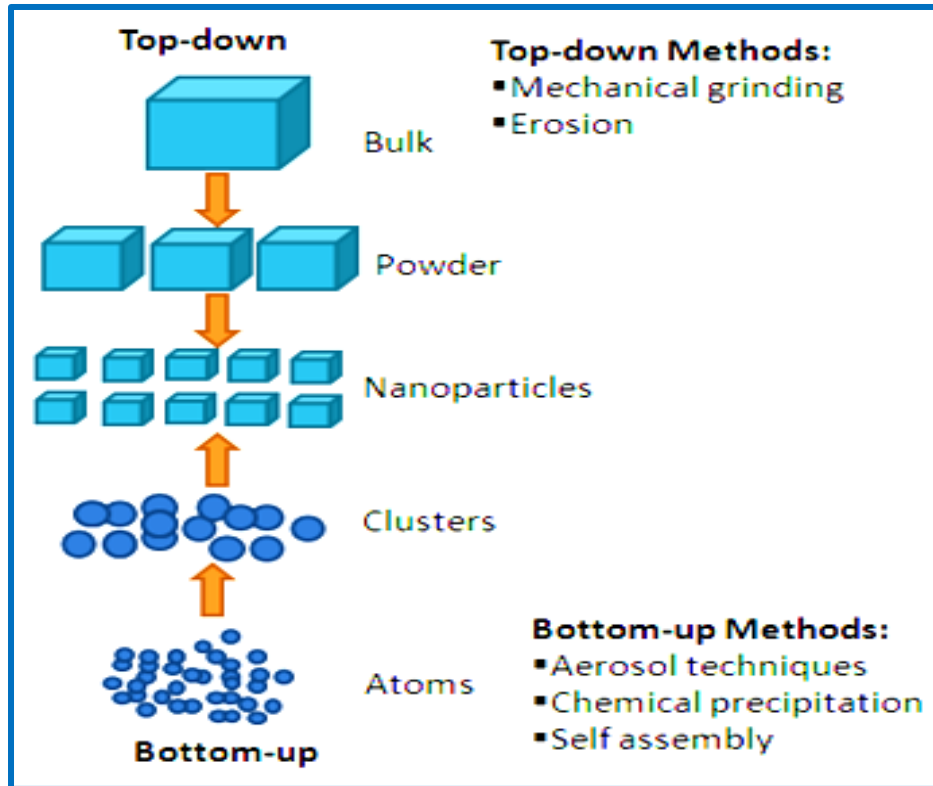 Top-down
Bulk
Powder
Nanoparticles
Clusters
Atoms
Bottom-up
Top-down Methods:
▪Mechanical grinding
▪Erosion
Bottom-up Methods:
▪Aerosol techniques
▪Chemical precipitation
▪Self assembly